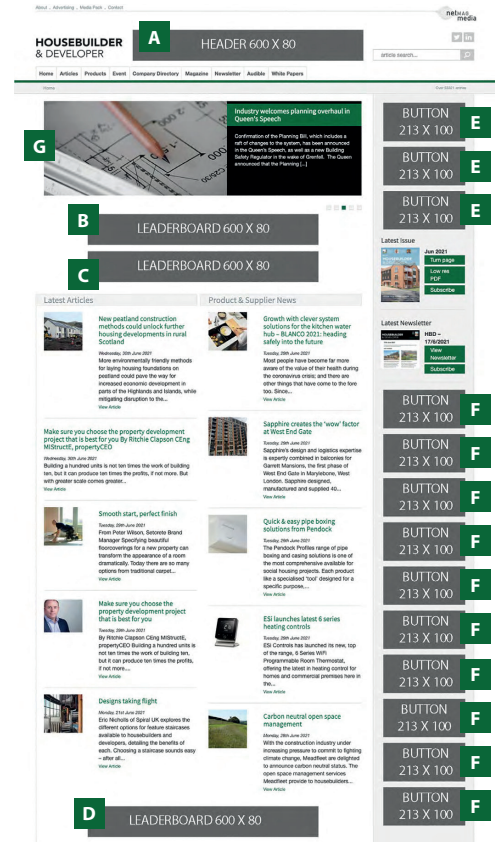 About . Advertising . Media Pack . Contact
netMAG
media
HOUSEBUILDER
& DEVELOPER
A
HEADER 600 X 80
article search...
Home Articles Products Event Company Directory Magazine Newsletter Audible White Papers
Home
G
Industry welcomes planning overhaul in
Queen's Speech
Confirmation of the Planning Bill, which includes a
raft of changes to the system, has been announced
in the Queen's Speech, as well as a new Building
Safety Regulator in the wake of Grenfell. The Queen
announced that the Planning [...]
B
LEADERBOARD 600 X 80
C
LEADERBOARD 600 X 80
Latest Articles
New peatland construction
methods could unlock further
housing developments in rural
Scotland
Wednesday, 30th June 2021
More environmentally friendly methods
for laying housing foundations on
peatland could pave the way for
increased economic development in
parts of the Highlands and Islands, while
mitigating disruption to the...
View Article
Make sure you choose the property development
project that is best for you By Ritchie Clapson CEng
MIStructE, propertyCEO
Wednesday, 30th June 2021
Building a hundred units is not ten times the work of building
ten, but it can produce ten times the profits, if not more. But
with greater scale comes greater...
View Article
Smooth start, perfect finish
Tuesday, 29th June 2021
From Peter Wilson, Setcrete Brand
Manager Specifying beautiful
floorcoverings for a new property can
transform the appearance of a room
dramatically. Today there are so many
options from traditional carpet...
View Article
Make sure you choose the
property development project
that is best for you
Tuesday, 29th June 2021
By Ritchie Clapson CEng MIStructE,
propertyCEO Building a hundred units is
not ten times the work of building ten,
but it can produce ten times the profits,
if not more....
View Article
Designs taking flight
Monday, 21st June 2021
Eric Nicholls of Spiral UK explores the
different options for feature staircases
available to housebuilders and
developers, detailing the benefits of
each. Choosing a staircase sounds easy
– after all...
View Article
Product & Supplier News
Growth with clever system
solutions for the kitchen water
hub – BLANCO 2021: heading
safely into the future
Tuesday, 29th June 2021
Most people have become far more
aware of the value of their health during
the coronavirus crisis; and there are
other things that have come to the fore
too. Since...
View Article
Sapphire creates the 'wow' factor
at West End Gate
Tuesday, 29th June 2021
Sapphire's design and logistics expertise
is expertly combined in balconies for
Garrett Mansions, the first phase of
West End Gate in Marylebone, West
London. Sapphire designed,
manufactured and supplied 40...
View Article
Quick & easy pipe boxing
solutions from Pendock
Tuesday, 29th June 2021
The Pendock Profiles range of pipe
boxing and casing solutions is one of
the most comprehensive available for
social housing projects. Each product
like a specialised 'tool' designed for a
specific purpose,...
View Article
ESi launches latest 6 series
heating controls
Tuesday, 29th June 2021
ESi Controls has launched its new, top
of the range, 6 Series WiFi
Programmable Room Thermostat,
offering the latest in heating control for
homes and commercial premises here in
the...
View Article
Carbon neutral open space
management
Monday, 28th June 2021
With the construction industry under
increasing pressure to commit to fighting
climate change, Meadfleet are delighted
to announce carbon neutral status. The
open space management services
Meadfleet provide to housebuilders...
View Article
D
LEADERBOARD 600 X 80
BUTTON
213 X 100
E
BUTTON
213 X 100
E
BUTTON
213 X 100
E
Latest Issue
Jun 2021
Turn page
Low res
PDF
Subscribe
Latest Newsletter
HBD –
17/6/2021
View
Newsletter
Subscribe
BUTTON
213 X 100
F
BUTTON
213 X 100
F
BUTTON
213 X 100
F
BUTTON
213 X 100
F
BUTTON
213 X 100
F
BUTTON
213 X 100
F
BUTTON
213 X 100
F
BUTTON
213 X 100
F
BUTTON
213 X 100
F
BUTTON
213 X 100
F